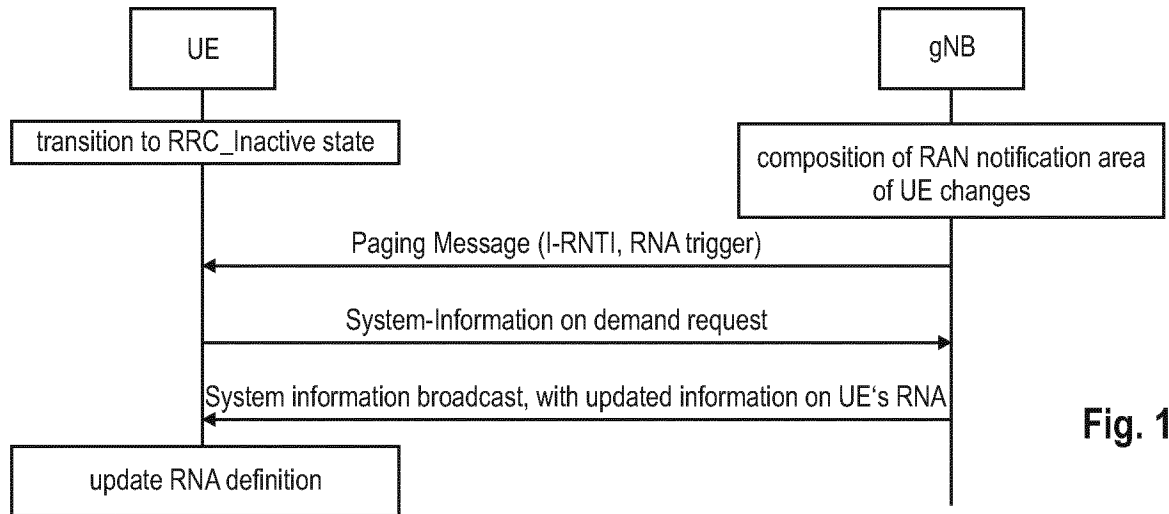 UE
gNB
transition to RRC_Inactive state
composition of RAN notification area
of UE changes
Paging Message (I-RNTI, RNA trigger)
System-Information on demand request
System information broadcast, with updated information on UE‘s RNA
Fig. 1
update RNA definition